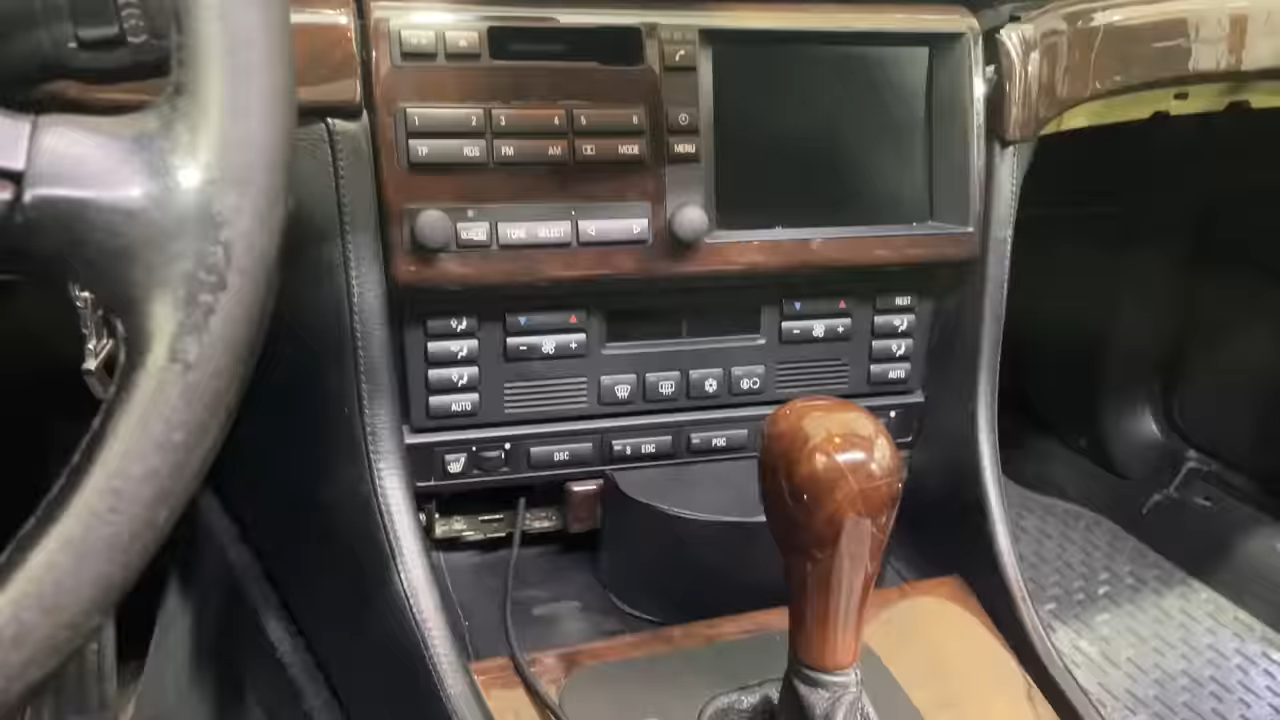 1 2 3 4 5 6
TP RDS FM AM MODE
MENU
TONE SELECT
REST
- +
- +
AUTO
AUTO
DSC
S EDC
PDC